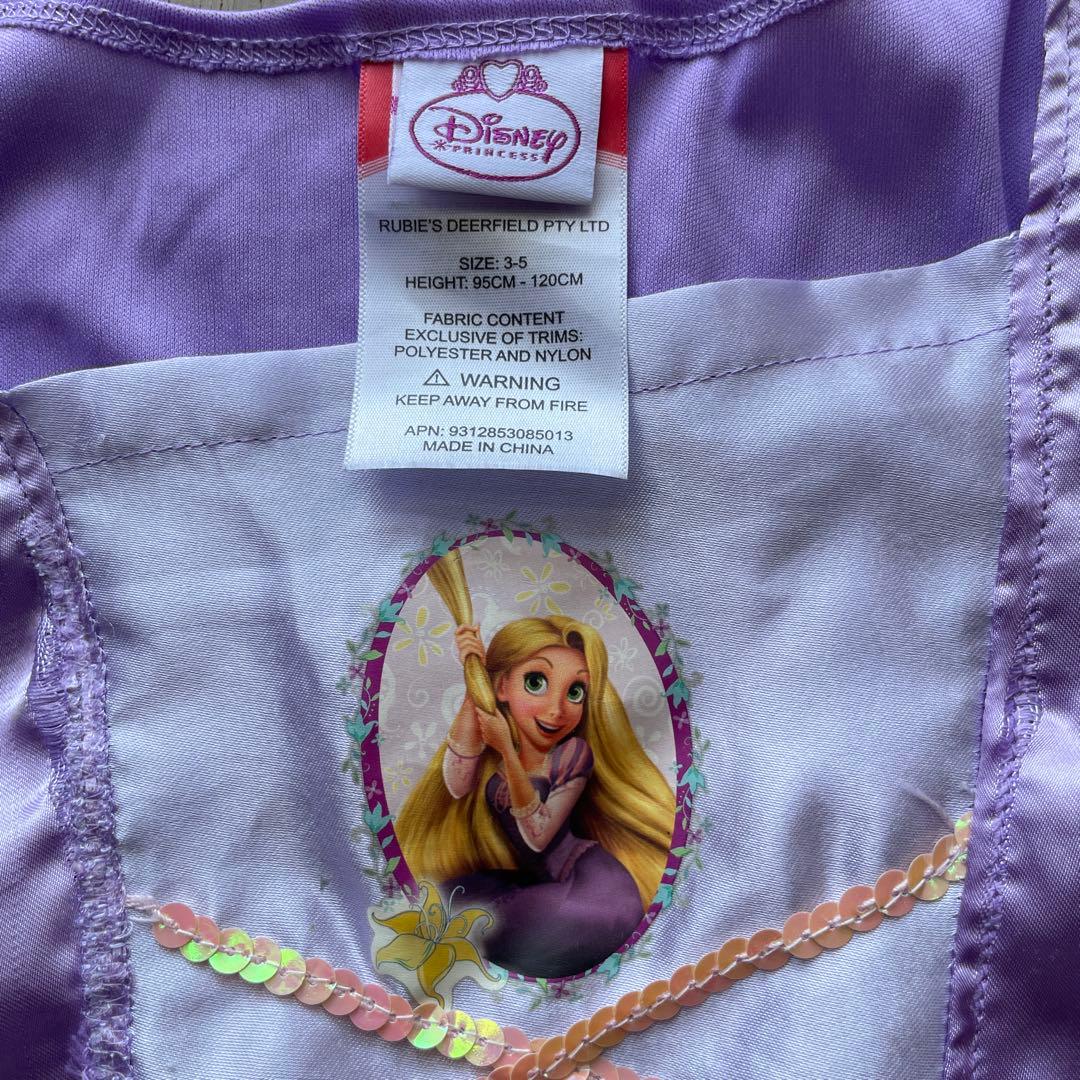 Disney
PRINCESS
RUBIE'S DEERFIELD PTY LTD
SIZE: 3-5
HEIGHT: 95CM - 120CM
FABRIC CONTENT
EXCLUSIVE OF TRIMS:
POLYESTER AND NYLON
⚠ WARNING
KEEP AWAY FROM FIRE
APN: 9312853085013
MADE IN CHINA